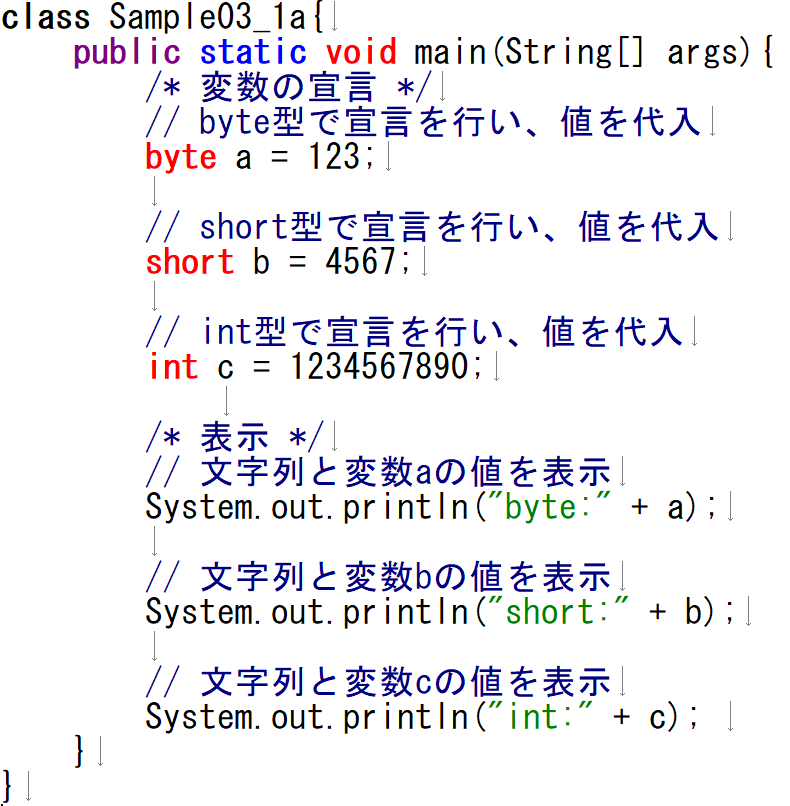 class Sample03_1a{
    public static void main(String[] args){
        /* 変数の宣言 */
        // byte型で宣言を行い、値を代入
        byte a = 123;
        // short型で宣言を行い、値を代入
        short b = 4567;
        // int型で宣言を行い、値を代入
        int c = 1234567890;
        /* 表示 */
        // 文字列と変数aの値を表示
        System.out.println("byte:" + a);
        // 文字列と変数bの値を表示
        System.out.println("short:" + b);
        // 文字列と変数cの値を表示
        System.out.println("int:" + c);
    }
}